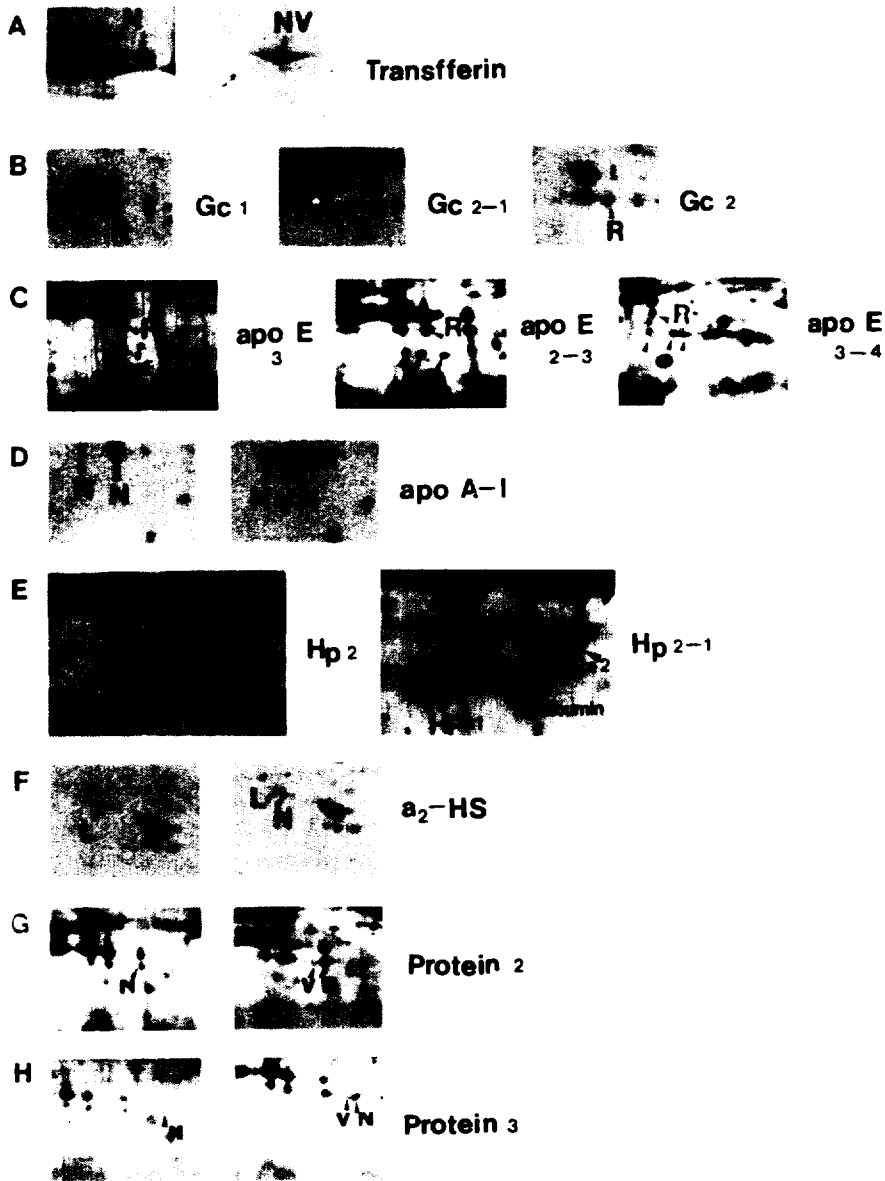 A
N
NV
Transfferin
B
Gc 1
Gc 2-1
L
R
Gc 2
C
apo E
3
R
apo E
2-3
R
apo E
3-4
D
N
apo A-I
E
Hp 2
2
Hp 2-1
F
L
N
a2-HS
G
N
V
Protein 2
H
N
V N
Protein 3